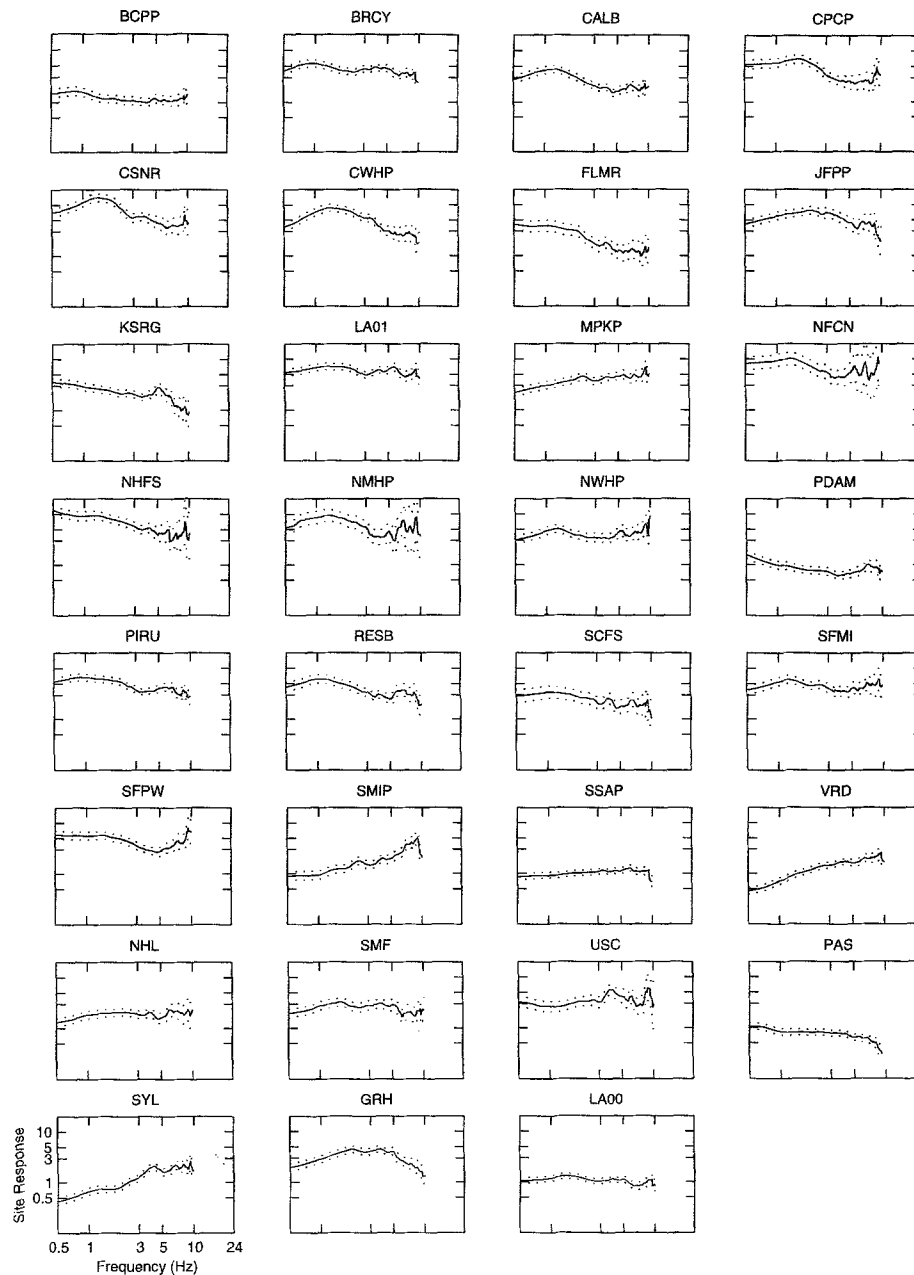 BCPP BRCY CALB CPCP
CSNR CWHP FLMR JFPP
KSRG LA01 MPKP NFCN
NHFS NMHP NWHP PDAM
PIRU RESB SCFS SFMI
SFPW SMIP SSAP VRD
NHL SMF USC PAS
SYL GRH LA00
10
5
3
1
0.5
Site Response
0.5 1 3 5 10 24
Frequency (Hz)